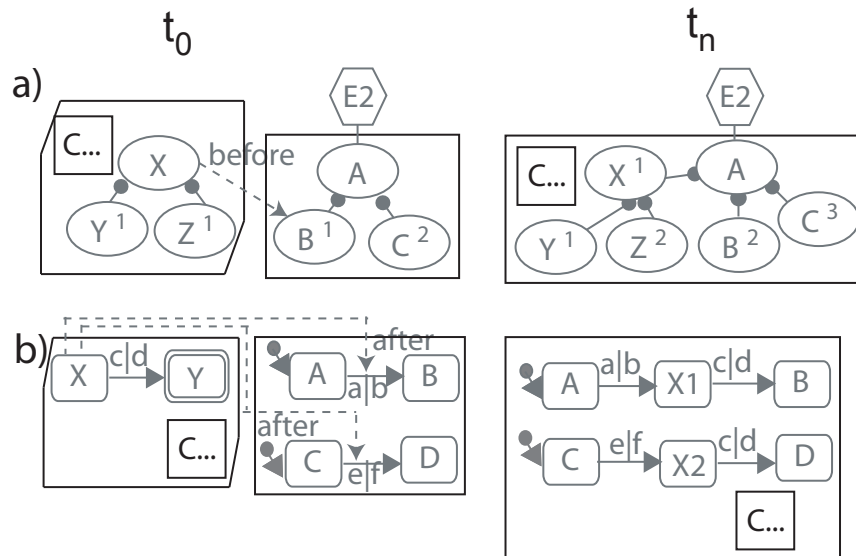 t0 tn
a) E2 E2
C... X before A C... X 1 A
Y 1 Z 1 B 1 C 2 Y 1 Z 2 B 2 C 3
b) after
X c|d Y A a|b B A a|b X1 c|d B
C... after C e|f D C e|f X2 c|d D
C...